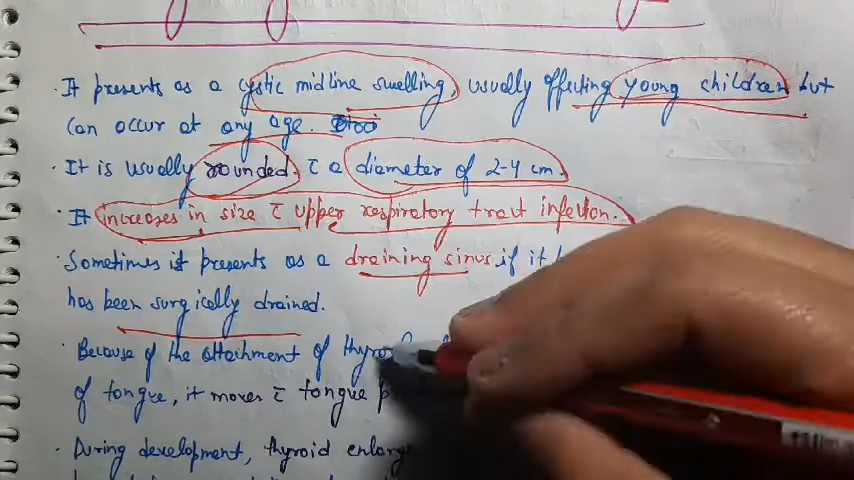 · It presents as a cystic midline swelling, usually effecting young children but
can occur at any age.
· It is usually rounded. c̄ a diameter of 2-4 cm.
· It increases in size c̄ upper respiratory tract infection.
Sometimes it presents as a draining sinus, if it
has been surgically drained.
· Because of the attachment of
of tongue, it moves c̄ tongue
· During development, thyroid